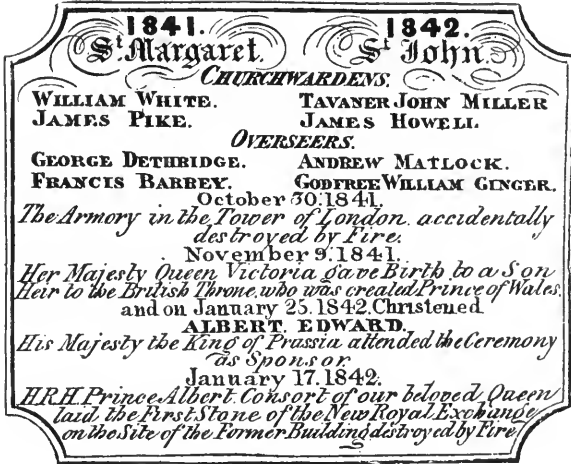 1841. 1842.
St. Margaret. St. John.
CHURCHWARDENS.
WILLIAM WHITE. TAVANER JOHN MILLER
JAMES PIKE. JAMES HOWELL.
OVERSEERS.
GEORGE DETHRIDGE. ANDREW MATLOCK.
FRANCIS BARBEY. GODFREE WILLIAM GINGER.
October 30.1841.
The Armory in the Tower of London accidentally
destroyed by Fire.
November 9.1841.
Her Majesty Queen Victoria gave Birth to a Son
Heir to the British Throne, who was created Prince of Wales,
and on January 25.1842. Christened
ALBERT EDWARD.
His Majesty the King of Prussia attended the Ceremony
as Sponsor.
January 17.1842.
H.R.H. Prince Albert, Consort of our beloved Queen
laid the First Stone of the New Royal Exchange
on the Site of the Former Building destroyed by Fire